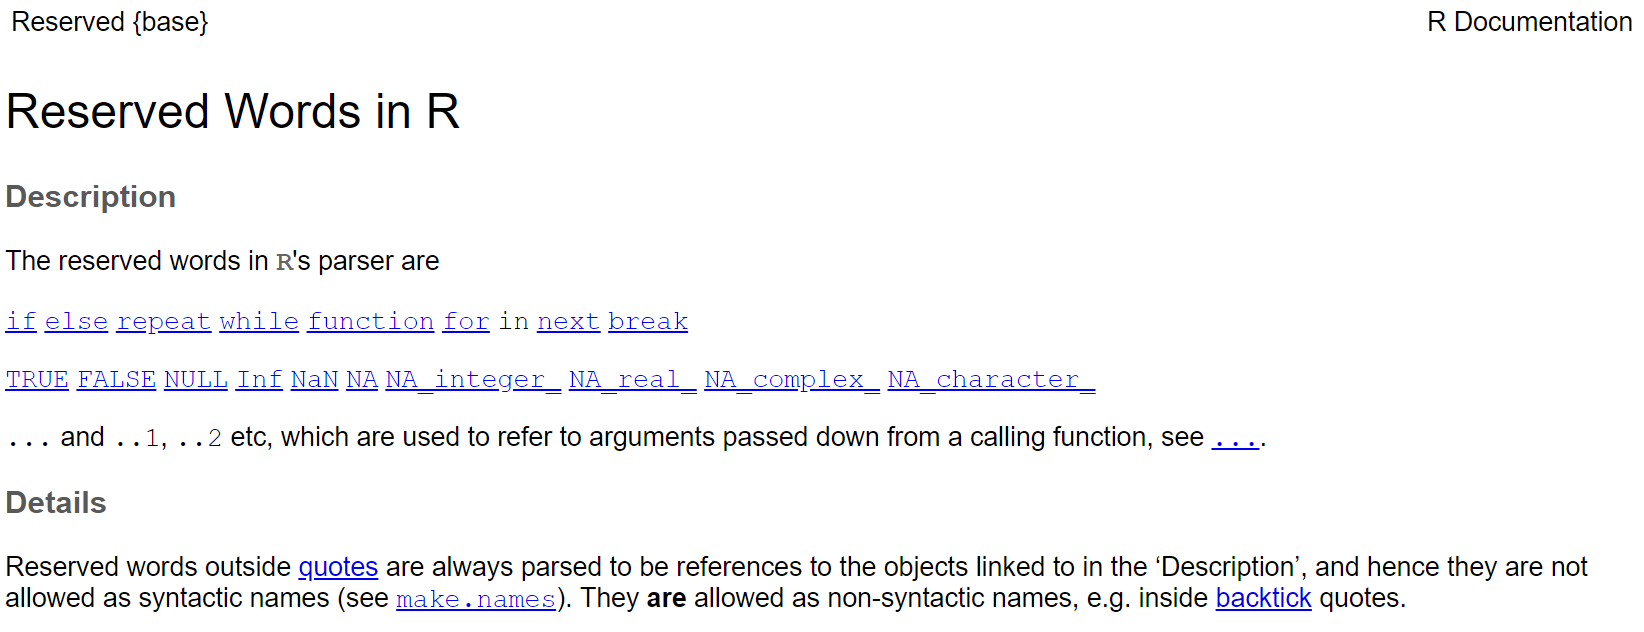 Reserved {base} R Documentation
Reserved Words in R
Description
The reserved words in R's parser are
if else repeat while function for in next break
TRUE FALSE NULL Inf NaN NA NA_integer_ NA_real_ NA_complex_ NA_character_
... and ..1, ..2 etc, which are used to refer to arguments passed down from a calling function, see ....
Details
Reserved words outside quotes are always parsed to be references to the objects linked to in the ‘Description’, and hence they are not
allowed as syntactic names (see make.names). They are allowed as non-syntactic names, e.g. inside backtick quotes.